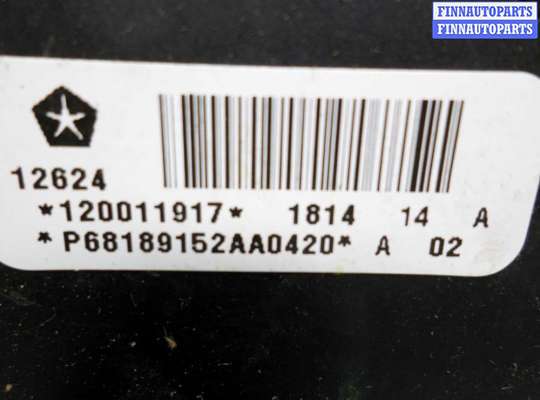 FINNAUTOPARTS
FINNAUTOPARTS
12624
*120011917* 1814 14 A
*P68189152AA0420* A 02